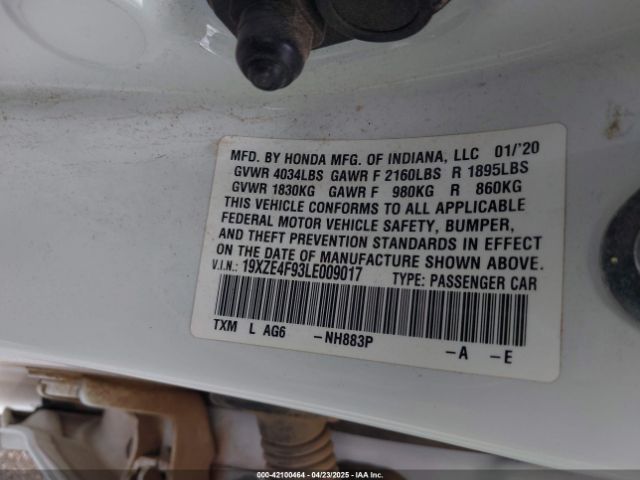 MFD. BY HONDA MFG. OF INDIANA, LLC 01/'20
GVWR 4034LBS GAWR F 2160LBS R 1895LBS
GVWR 1830KG GAWR F 980KG R 860KG
THIS VEHICLE CONFORMS TO ALL APPLICABLE
FEDERAL MOTOR VEHICLE SAFETY, BUMPER,
AND THEFT PREVENTION STANDARDS IN EFFECT
ON THE DATE OF MANUFACTURE SHOWN ABOVE.
V.I.N.: 19XZE4F93LE009017 TYPE: PASSENGER CAR
TXM L AG6 -NH883P -A -E
000-42100464 - 04/23/2025 - IAAI.COM